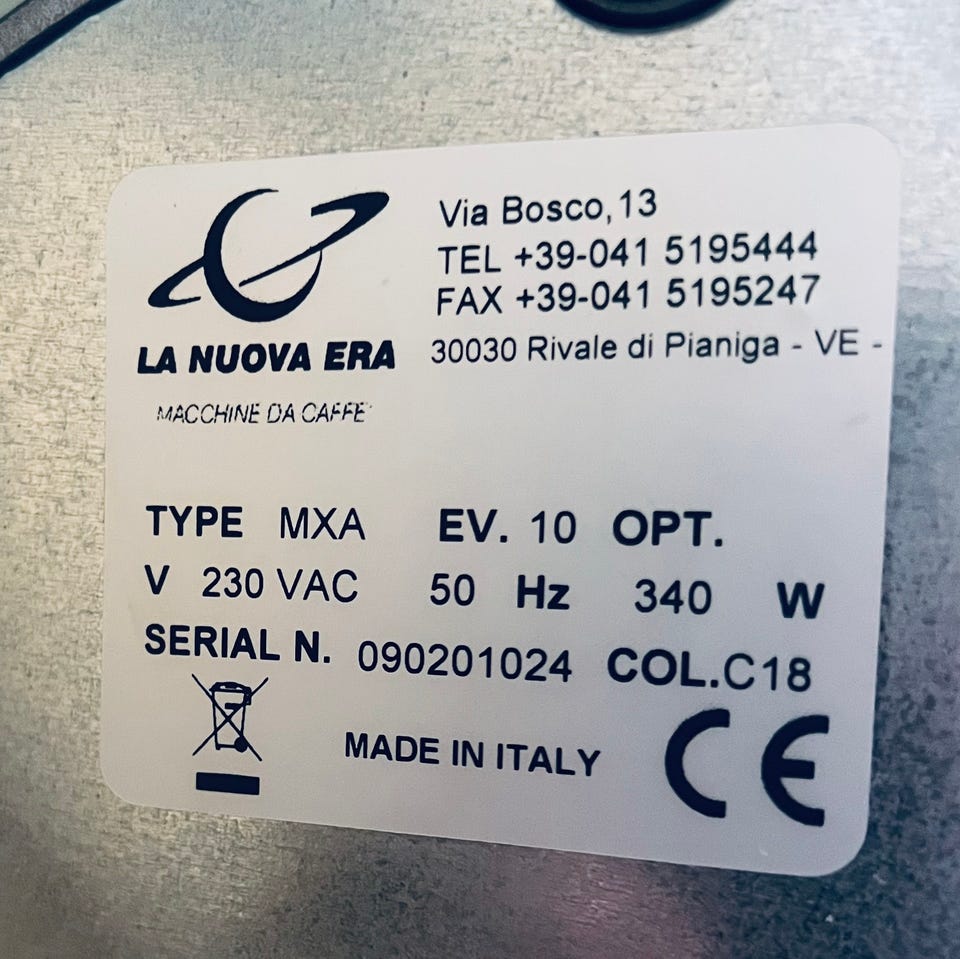 LA NUOVA ERA
MACCHINE DA CAFFE'
Via Bosco,13
TEL +39-041 5195444
FAX +39-041 5195247
30030 Rivale di Pianiga - VE -
TYPE MXA EV. 10 OPT.
V 230 VAC 50 Hz 340 W
SERIAL N. 090201024 COL.C18
MADE IN ITALY CE